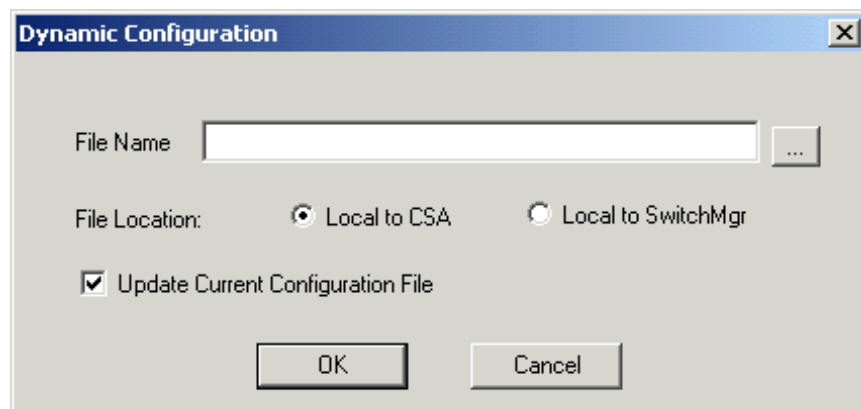 Dynamic Configuration
File Name
...
File Location: Local to CSA Local to SwitchMgr
Update Current Configuration File
OK Cancel